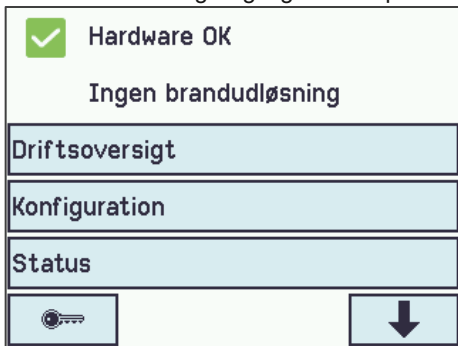 Hardware OK
Ingen brandudløsning
Driftsoversigt
Konfiguration
Status